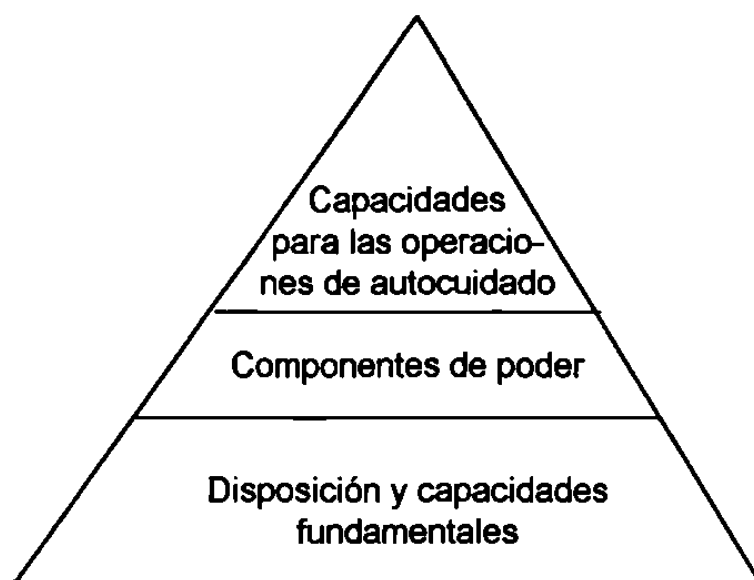 Capacidades
para las operacio-
nes de autocuidado
Componentes de poder
Disposición y capacidades
fundamentales